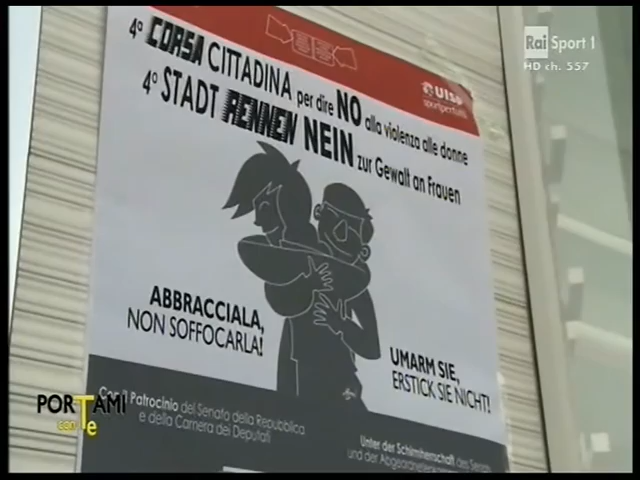 Rai Sport 1
HD ch. 557
4° CORSA CITTADINA per dire NO alla violenza alle donne
4° STADT RENNEN NEIN zur Gewalt an Frauen
UISP
sportpertutti
ABBRACCIALA,
NON SOFFOCARLA!
UMARM SIE,
ERSTICK SIE NICHT!
Con il Patrocinio del Senato della Repubblica
e della Camera dei Deputati
Unter der Schirmherrschaft des Senats
und der
PORTAMI
con Te